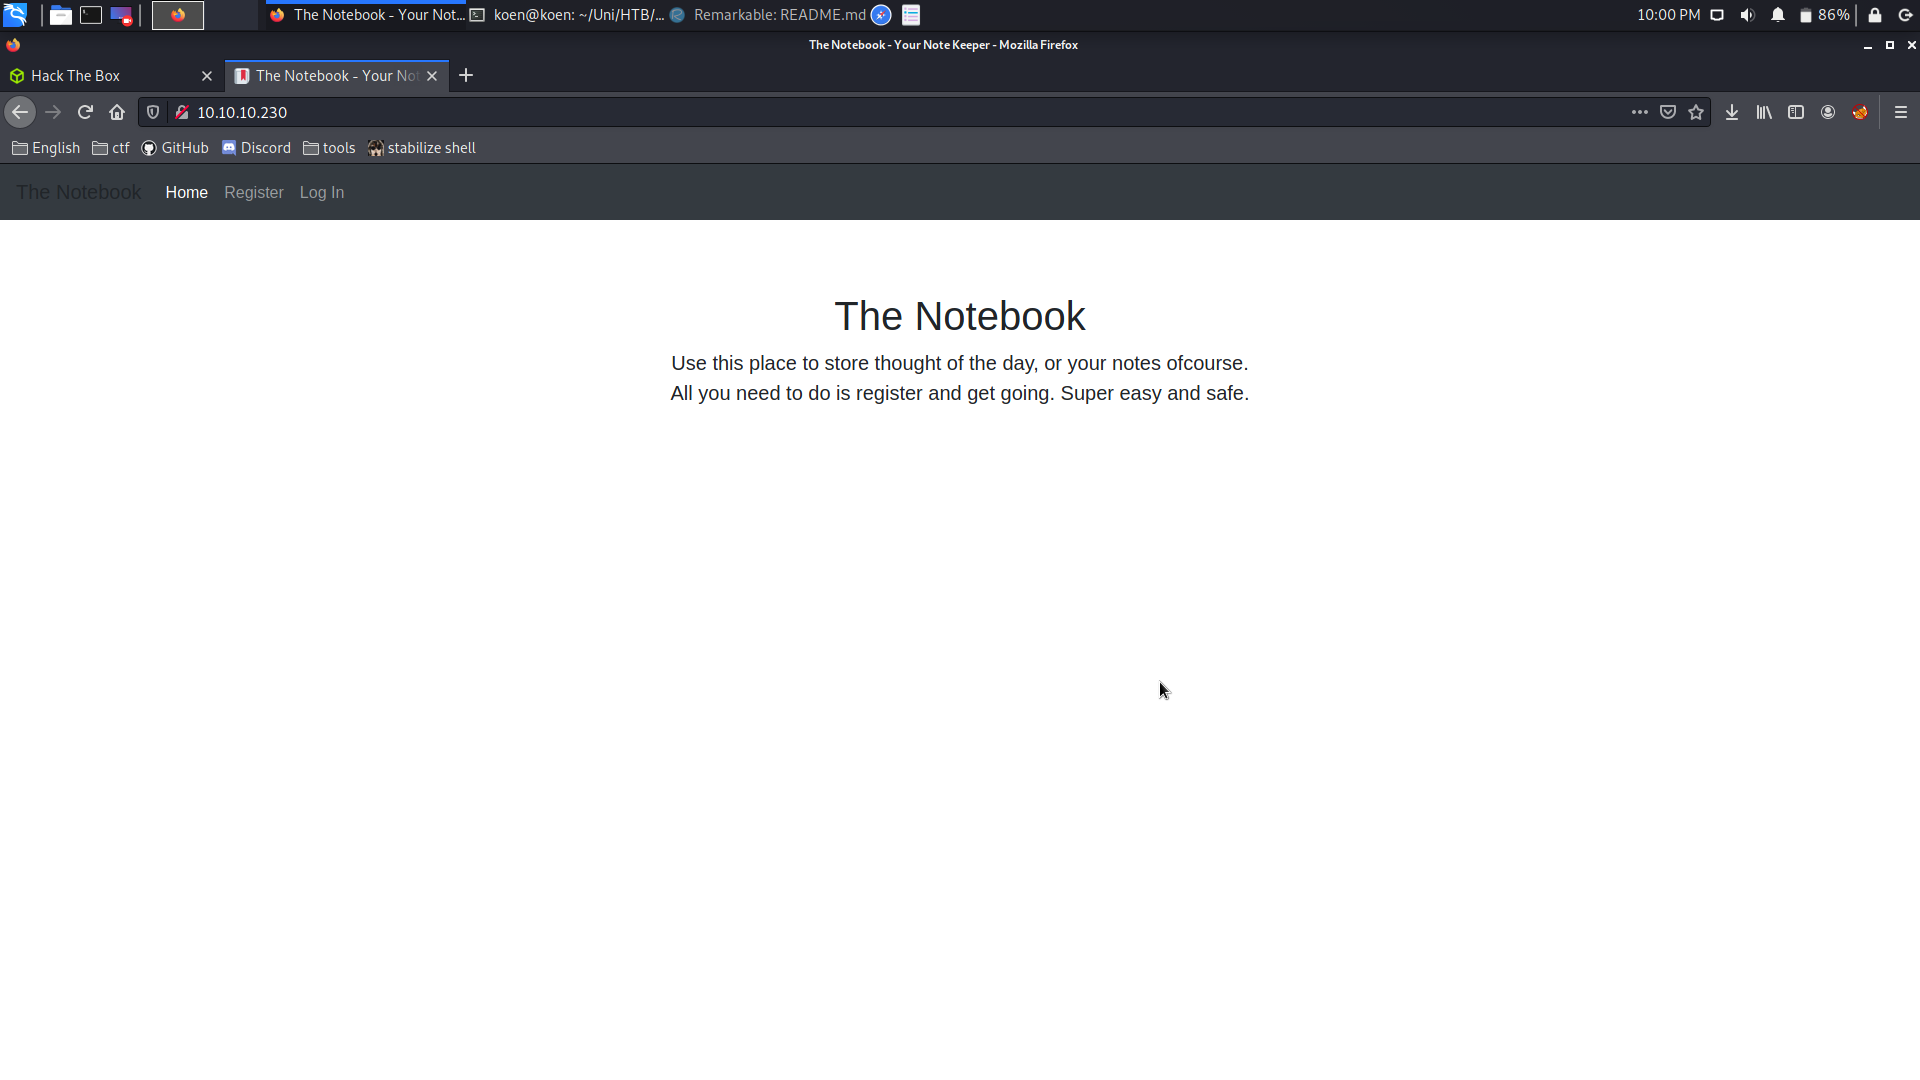 The Notebook - Your Not... koen@koen: ~/Uni/HTB/... Remarkable: README.md 10:00 PM 86%
The Notebook - Your Note Keeper - Mozilla Firefox
Hack The Box The Notebook - Your Not
10.10.10.230
English ctf GitHub Discord tools stabilize shell
The Notebook Home Register Log In
The Notebook
Use this place to store thought of the day, or your notes ofcourse.
All you need to do is register and get going. Super easy and safe.